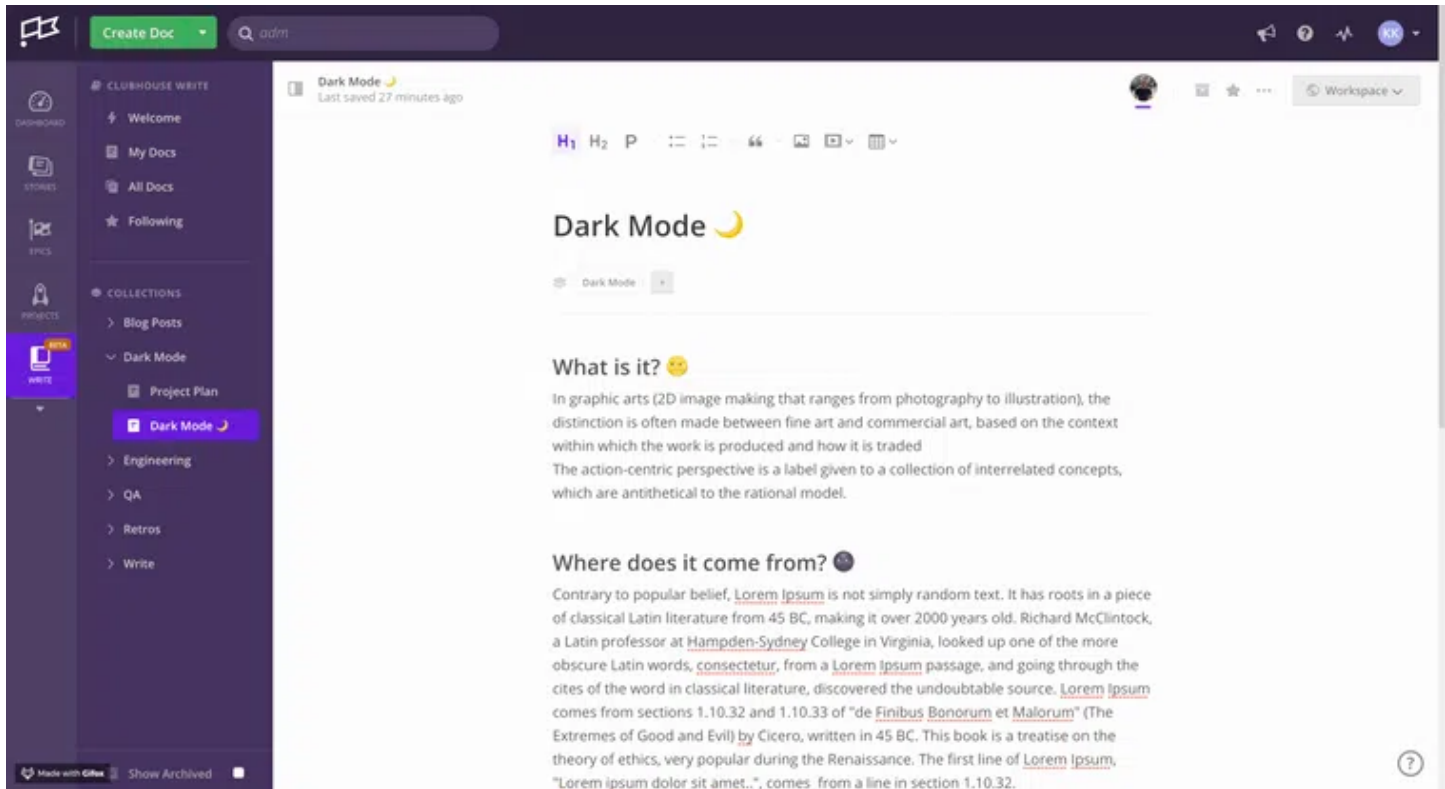 Create Doc
adm
KK
DASHBOARD
STORIES
EPICS
PROJECTS
BETA
WRITE
CLUBHOUSE WRITE
Welcome
My Docs
All Docs
Following
COLLECTIONS
Blog Posts
Dark Mode
Project Plan
Dark Mode 🌙
Engineering
QA
Retros
Write
Show Archived
Made with Gifox
Dark Mode 🌙
Last saved 27 minutes ago
Workspace
H1 H2 P
Dark Mode 🌙
Dark Mode +
What is it? 🌝
In graphic arts (2D image making that ranges from photography to illustration), the
distinction is often made between fine art and commercial art, based on the context
within which the work is produced and how it is traded
The action-centric perspective is a label given to a collection of interrelated concepts,
which are antithetical to the rational model.
Where does it come from? 🌚
Contrary to popular belief, Lorem Ipsum is not simply random text. It has roots in a piece
of classical Latin literature from 45 BC, making it over 2000 years old. Richard McClintock,
a Latin professor at Hampden-Sydney College in Virginia, looked up one of the more
obscure Latin words, consectetur, from a Lorem Ipsum passage, and going through the
cites of the word in classical literature, discovered the undoubtable source. Lorem Ipsum
comes from sections 1.10.32 and 1.10.33 of "de Finibus Bonorum et Malorum" (The
Extremes of Good and Evil) by Cicero, written in 45 BC. This book is a treatise on the
theory of ethics, very popular during the Renaissance. The first line of Lorem Ipsum,
"Lorem ipsum dolor sit amet..", comes from a line in section 1.10.32.